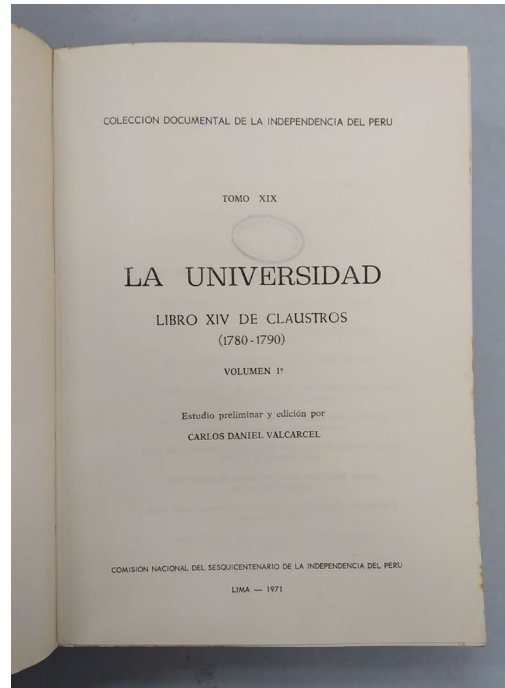 COLECCION DOCUMENTAL DE LA INDEPENDENCIA DEL PERU
TOMO XIX
LA UNIVERSIDAD
LIBRO XIV DE CLAUSTROS
(1780-1790)
VOLUMEN 1º
Estudio preliminar y edición por
CARLOS DANIEL VALCARCEL
COMISION NACIONAL DEL SESQUICENTENARIO DE LA INDEPENDENCIA DEL PERU
LIMA — 1971